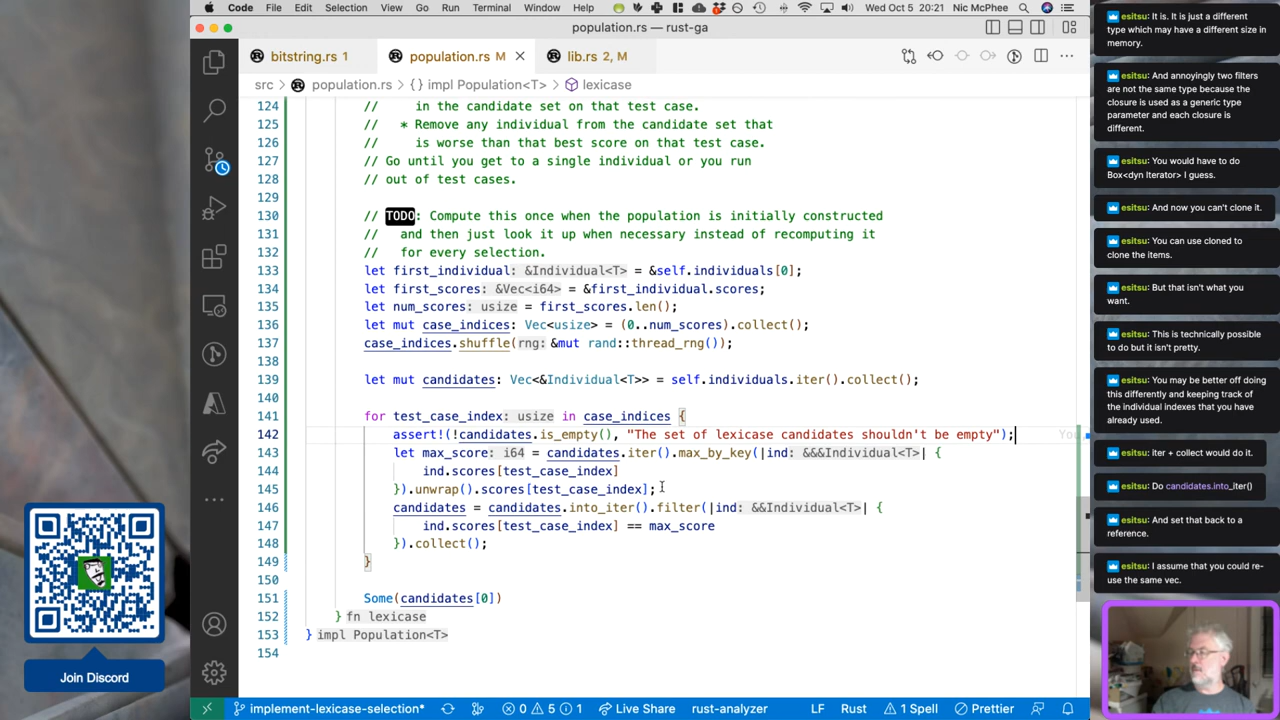 Code File Edit Selection View Go Run Terminal Window Help Wed Oct 5 20:21 Nic McPhee
population.rs — rust-ga
bitstring.rs 1 population.rs M lib.rs 2, M
src > population.rs > {} impl Population<T> > lexicase
124 // in the candidate set on that test case.
125 // * Remove any individual from the candidate set that
126 // is worse than that best score on that test case.
127 // Go until you get to a single individual or you run
128 // out of test cases.
129
130 // TODO: Compute this once when the population is initially constructed
131 // and then just look it up when necessary instead of recomputing it
132 // for every selection.
133 let first_individual: &Individual<T> = &self.individuals[0];
134 let first_scores: &Vec<i64> = &first_individual.scores;
135 let num_scores: usize = first_scores.len();
136 let mut case_indices: Vec<usize> = (0..num_scores).collect();
137 case_indices.shuffle(rng: &mut rand::thread_rng());
138
139 let mut candidates: Vec<&Individual<T>> = self.individuals.iter().collect();
140
141 for test_case_index: usize in case_indices {
142 assert!(!candidates.is_empty(), "The set of lexicase candidates shouldn't be empty");
143 let max_score: i64 = candidates.iter().max_by_key(|ind: &&&Individual<T>| {
144 ind.scores[test_case_index]
145 }).unwrap().scores[test_case_index];
146 candidates = candidates.into_iter().filter(|ind: &&Individual<T>| {
147 ind.scores[test_case_index] == max_score
148 }).collect();
149 }
150
151 Some(candidates[0])
152 } fn lexicase
153 } impl Population<T>
154
Join Discord
implement-lexicase-selection* 0 5 1 Live Share rust-analyzer LF Rust 1 Spell Prettier
esitsu: It is. It is just a different
type which may have a different size in
memory.
esitsu: And annoyingly two filters
are not the same type because the
closure is used as a generic type
parameter and each closure is
different.
esitsu: You would have to do
Box<dyn Iterator> I guess.
esitsu: And now you can't clone it.
esitsu: You can use cloned to
clone the items.
esitsu: But that isn't what you
want.
esitsu: This is technically possible
to do but it isn't pretty.
esitsu: You may be better off doing
this differently and keeping track of
the individual indexes that you have
already used.
esitsu: iter + collect would do it.
esitsu: Do candidates.into_iter()
esitsu: And set that back to a
reference.
esitsu: I assume that you could re-
use the same vec.